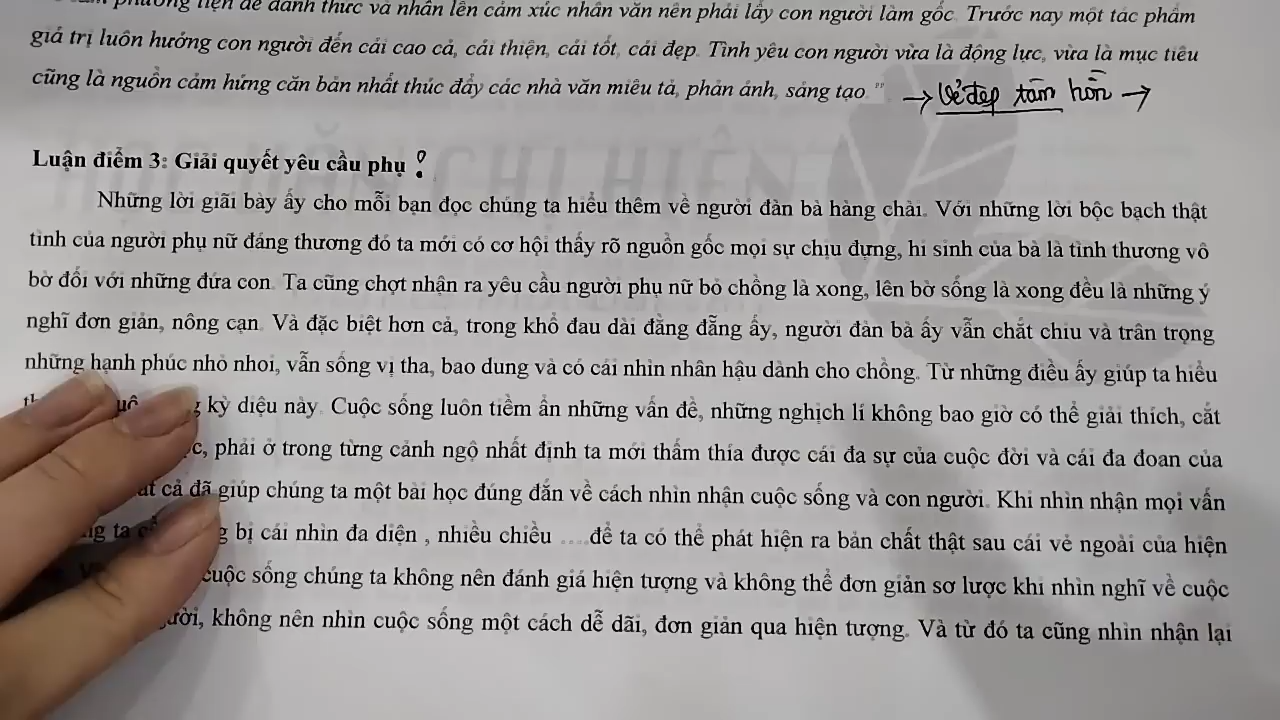 phương tiện để đánh thức và nhân lên cảm xúc nhân văn nên phải lấy con người làm gốc. Trước nay một tác phẩm
giá trị luôn hướng con người đến cái cao cả, cái thiện, cái tốt, cái đẹp. Tình yêu con người vừa là động lực, vừa là mục tiêu
cũng là nguồn cảm hứng căn bản nhất thúc đẩy các nhà văn miêu tả, phản ánh, sáng tạo." → Vẻ đẹp tâm hồn →
Luận điểm 3: Giải quyết yêu cầu phụ !
Những lời giãi bày ấy cho mỗi bạn đọc chúng ta hiểu thêm về người đàn bà hàng chài. Với những lời bộc bạch thật
tình của người phụ nữ đáng thương đó ta mới có cơ hội thấy rõ nguồn gốc mọi sự chịu đựng, hi sinh của bà là tình thương vô
bờ đối với những đứa con. Ta cũng chợt nhận ra yêu cầu người phụ nữ bỏ chồng là xong, lên bờ sống là xong đều là những ý
nghĩ đơn giản, nông cạn. Và đặc biệt hơn cả, trong khổ đau dài đằng đẵng ấy, người đàn bà ấy vẫn chắt chiu và trân trọng
những hạnh phúc nhỏ nhoi, vẫn sống vị tha, bao dung và có cái nhìn nhân hậu dành cho chồng. Từ những điều ấy giúp ta hiểu
kỳ diệu này. Cuộc sống luôn tiềm ẩn những vấn đề, những nghịch lí không bao giờ có thể giải thích, cắt
phải ở trong từng cảnh ngộ nhất định ta mới thấm thía được cái đa sự của cuộc đời và cái đa đoan của
cả đã giúp chúng ta một bài học đúng đắn về cách nhìn nhận cuộc sống và con người. Khi nhìn nhận mọi vấn
ta bị cái nhìn đa diện , nhiều chiều ....để ta có thể phát hiện ra bản chất thật sau cái vẻ ngoài của hiện
cuộc sống chúng ta không nên đánh giá hiện tượng và không thể đơn giản sơ lược khi nhìn nghĩ về cuộc
không nên nhìn cuộc sống một cách dễ dãi, đơn giản qua hiện tượng. Và từ đó ta cũng nhìn nhận lại